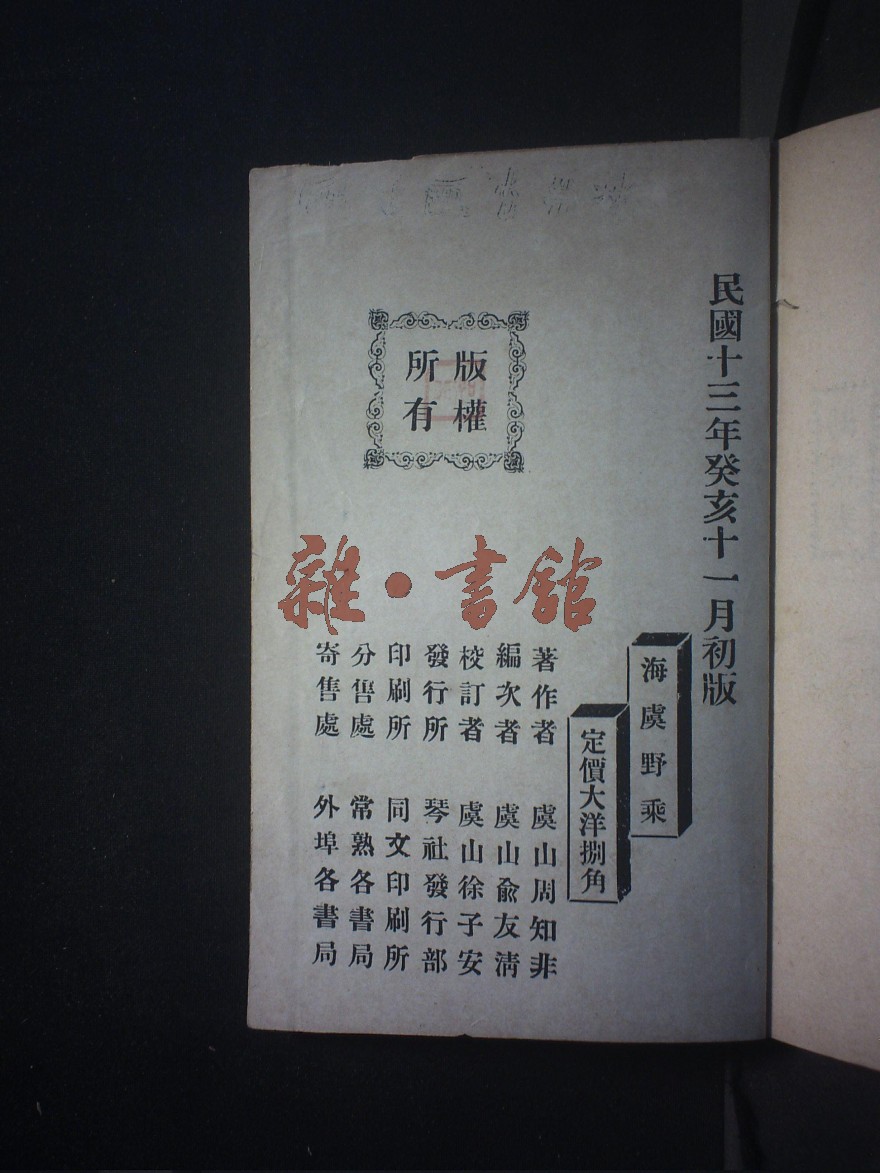 民國十三年癸亥十一月初版
海虞野乘
定價大洋捌角
版權
所有
著作者 虞山周知非
編次者 虞山俞友淸
校訂者 虞山徐子安
發行所 琴社發行部
印刷所 同文印刷所
分售處 常熟各書局
寄售處 外埠各書局
雜·書館